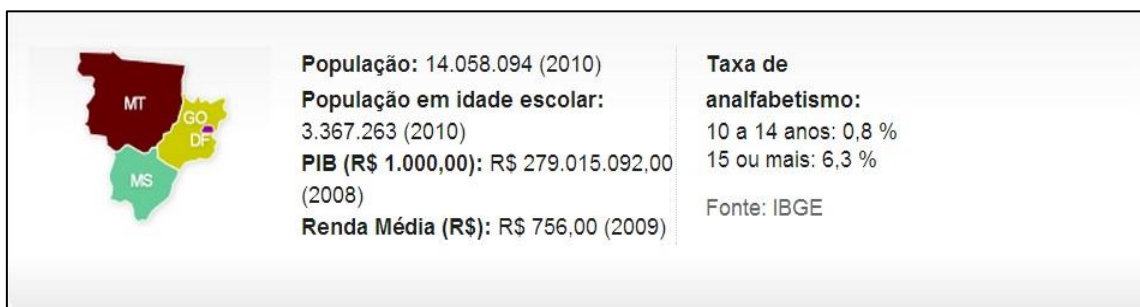 MT
GO
DF
MS
População: 14.058.094 (2010)
População em idade escolar:
3.367.263 (2010)
PIB (R$ 1.000,00): R$ 279.015.092,00
(2008)
Renda Média (R$): R$ 756,00 (2009)
Taxa de
analfabetismo:
10 a 14 anos: 0,8 %
15 ou mais: 6,3 %
Fonte: IBGE